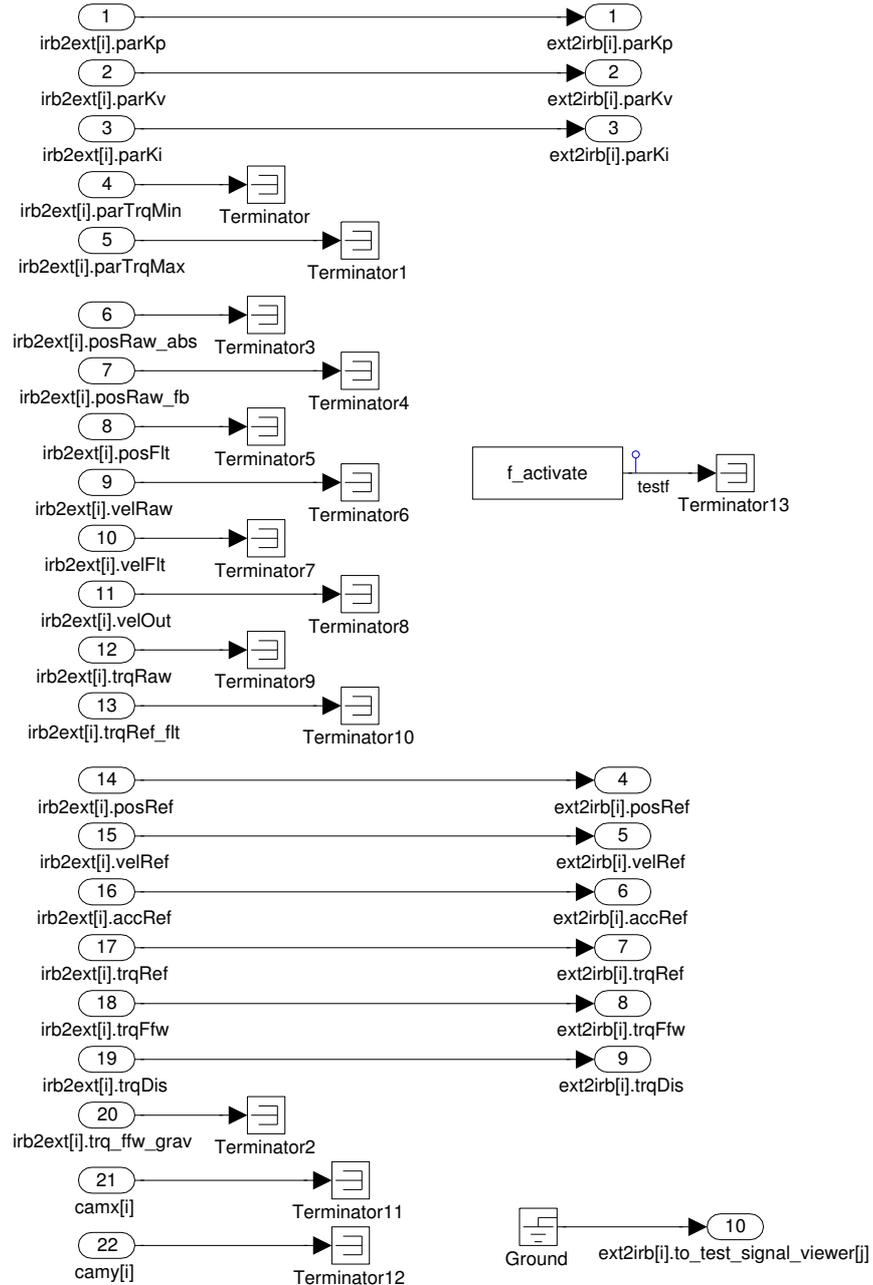 1 1
irb2ext[i].parKp ext2irb[i].parKp
2 2
irb2ext[i].parKv ext2irb[i].parKv
3 3
irb2ext[i].parKi ext2irb[i].parKi
4
irb2ext[i].parTrqMin Terminator
5
irb2ext[i].parTrqMax Terminator1
6
irb2ext[i].posRaw_abs Terminator3
7
irb2ext[i].posRaw_fb Terminator4
8
irb2ext[i].posFlt Terminator5
f_activate
9 testf
irb2ext[i].velRaw Terminator6 Terminator13
10
irb2ext[i].velFlt Terminator7
11
irb2ext[i].velOut Terminator8
12
irb2ext[i].trqRaw Terminator9
13
irb2ext[i].trqRef_flt Terminator10
14 4
irb2ext[i].posRef ext2irb[i].posRef
15 5
irb2ext[i].velRef ext2irb[i].velRef
16 6
irb2ext[i].accRef ext2irb[i].accRef
17 7
irb2ext[i].trqRef ext2irb[i].trqRef
18 8
irb2ext[i].trqFfw ext2irb[i].trqFfw
19 9
irb2ext[i].trqDis ext2irb[i].trqDis
20
irb2ext[i].trq_ffw_grav Terminator2
21
camx[i] Terminator11
10
22 Ground ext2irb[i].to_test_signal_viewer[j]
camy[i] Terminator12